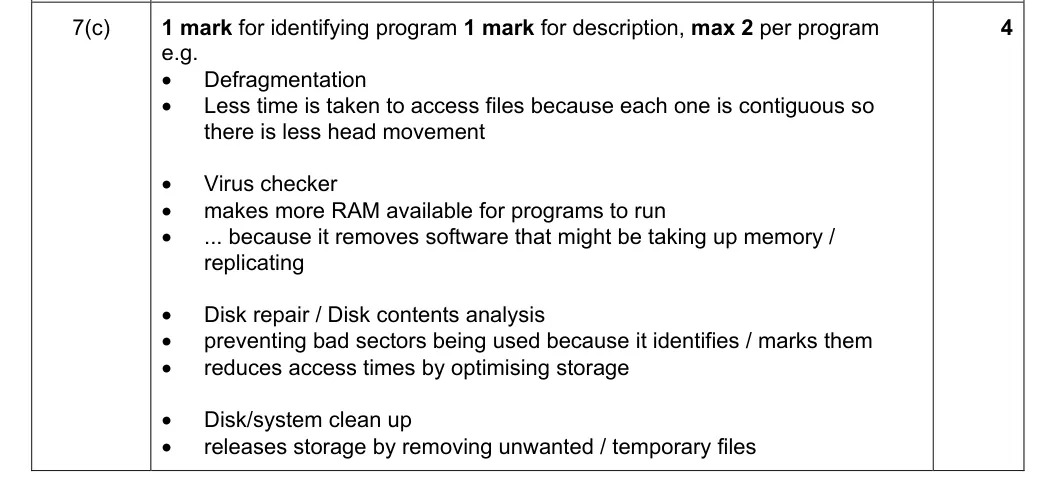 7(c)
1 mark for identifying program 1 mark for description, max 2 per program
4
e.g.
• Defragmentation
• Less time is taken to access files because each one is contiguous so
there is less head movement
• Virus checker
• makes more RAM available for programs to run
• ... because it removes software that might be taking up memory /
replicating
• Disk repair / Disk contents analysis
• preventing bad sectors being used because it identifies / marks them
• reduces access times by optimising storage
• Disk/system clean up
• releases storage by removing unwanted / temporary files